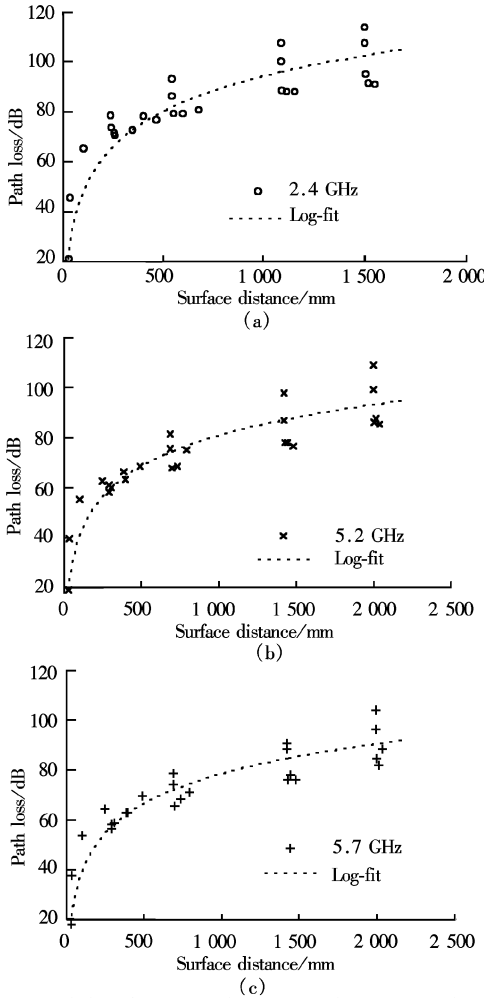 120
100
80
60
40
20
Path loss/dB
2.4 GHz
Log-fit
0
500
1 000
1 500
2 000
Surface distance/mm
(a)
120
100
80
60
40
20
Path loss/dB
5.2 GHz
Log-fit
0
500
1 000
1 500
2 000
2 500
Surface distance/mm
(b)
120
100
80
60
40
20
Path loss/dB
5.7 GHz
Log-fit
0
500
1 000
1 500
2 000
2 500
Surface distance/mm
(c)